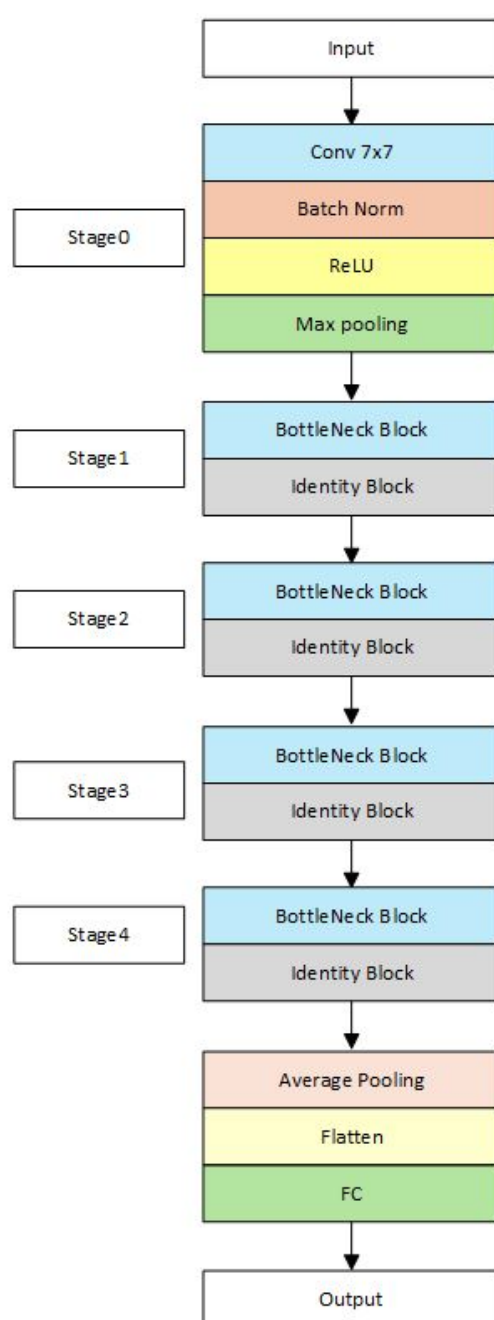 Input
Conv 7x7
Batch Norm
Stage0
ReLU
Max pooling
BottleNeck Block
Stage1
Identity Block
BottleNeck Block
Stage2
Identity Block
BottleNeck Block
Stage3
Identity Block
BottleNeck Block
Stage4
Identity Block
Average Pooling
Flatten
FC
Output